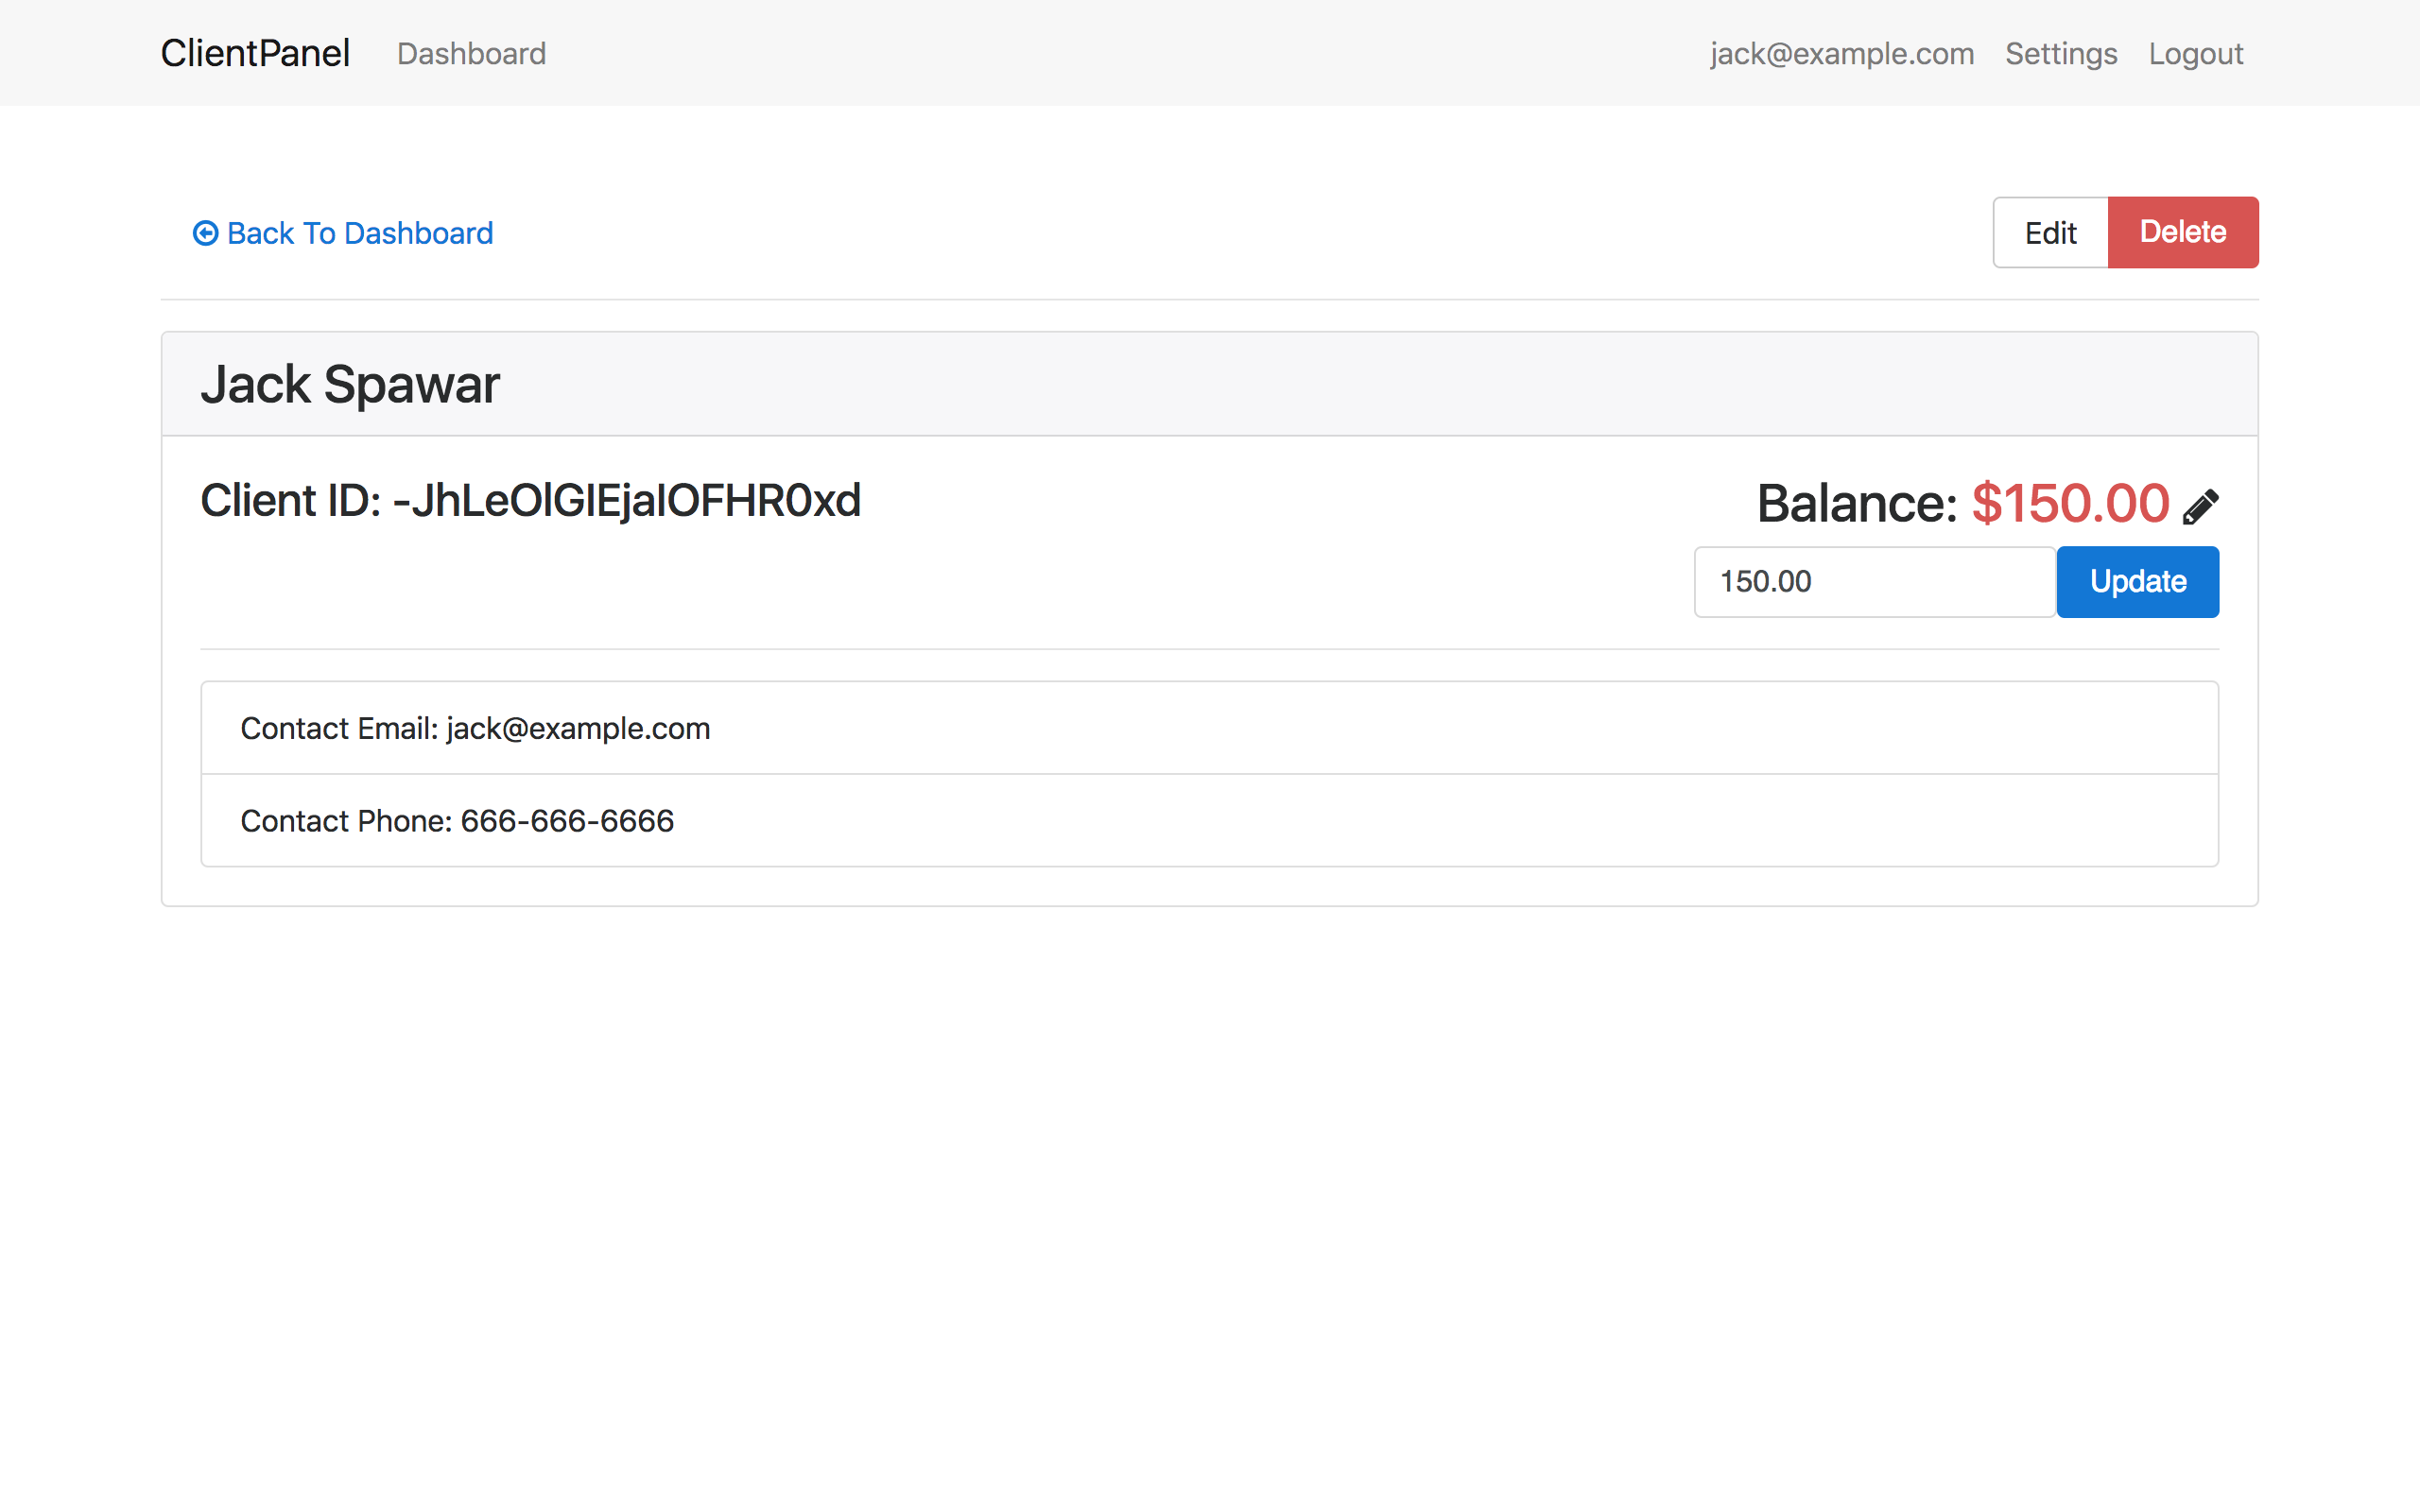 ClientPanel Dashboard jack@example.com Settings Logout
Back To Dashboard Edit Delete
Jack Spawar
Client ID: -JhLeOlGIEjaIOFHR0xd Balance: $150.00
150.00 Update
Contact Email: jack@example.com
Contact Phone: 666-666-6666